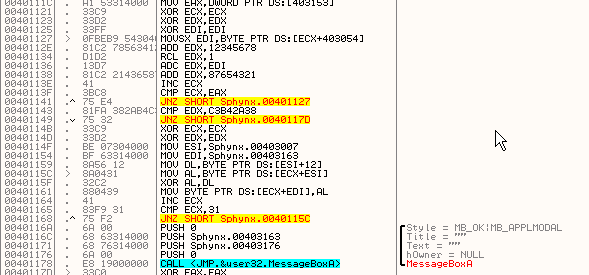 0040111C . A1 53314000 MOV EAX,DWORD PTR DS:[403153]
00401121 . 33C9 XOR ECX,ECX
00401123 . 33D2 XOR EDX,EDX
00401125 . 33FF XOR EDI,EDI
00401127 > 0FBEB9 543040 MOVSX EDI,BYTE PTR DS:[ECX+403054]
0040112E . 81C2 78563412 ADD EDX,12345678
00401134 . D1D2 RCL EDX,1
00401136 . 13D7 ADC EDX,EDI
00401138 . 81C2 21436587 ADD EDX,87654321
0040113E . 41 INC ECX
0040113F . 3BC8 CMP ECX,EAX
00401141 .^ 75 E4 JNZ SHORT Sphynx.00401127
00401143 . 81FA 382AB4C3 CMP EDX,C3B42A38
00401149 .v 75 32 JNZ SHORT Sphynx.0040117D
0040114B . 33C9 XOR ECX,ECX
0040114D . 33D2 XOR EDX,EDX
0040114F . BE 07304000 MOV ESI,Sphynx.00403007
00401154 . BF 63314000 MOV EDI,Sphynx.00403163
00401159 . 8A56 12 MOV DL,BYTE PTR DS:[ESI+12]
0040115C > 8A0431 MOV AL,BYTE PTR DS:[ECX+ESI]
0040115F . 32C2 XOR AL,DL
00401161 . 880439 MOV BYTE PTR DS:[ECX+EDI],AL
00401164 . 41 INC ECX
00401165 . 83F9 31 CMP ECX,31
00401168 .^ 75 F2 JNZ SHORT Sphynx.0040115C
0040116A . 6A 00 PUSH 0 Style = MB_OK|MB_APPLMODAL
0040116C . 68 63314000 PUSH Sphynx.00403163 Title = ""
00401171 . 68 76314000 PUSH Sphynx.00403176 Text = ""
00401176 . 6A 00 PUSH 0 hOwner = NULL
00401178 . E8 19000000 CALL <JMP.&user32.MessageBoxA> MessageBoxA
0040117D > 33C0 XOR EAX,EAX